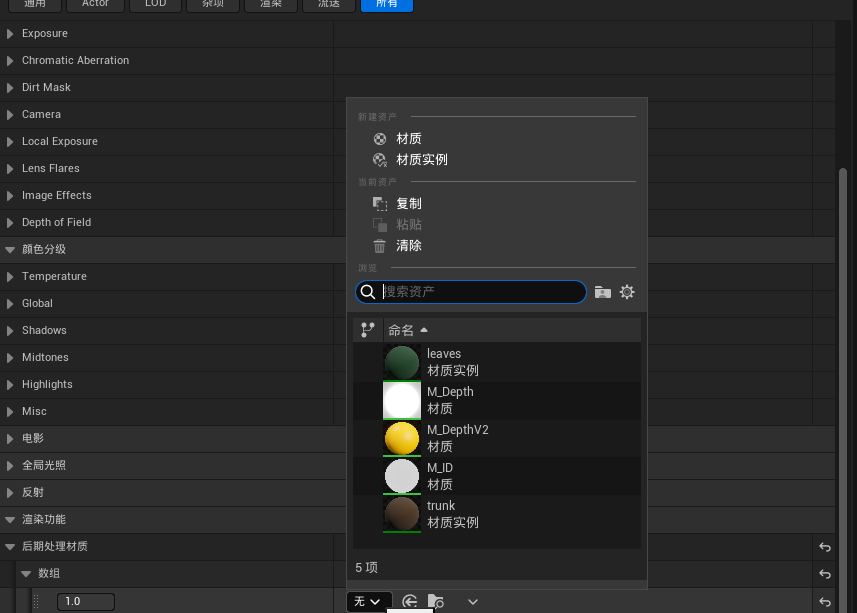 通用 Actor LOD 杂项 渲染 流送 所有
Exposure
Chromatic Aberration
Dirt Mask
Camera
Local Exposure
Lens Flares
Image Effects
Depth of Field
颜色分级
Temperature
Global
Shadows
Midtones
Highlights
Misc
电影
全局光照
反射
渲染功能
后期处理材质
数组
1.0
新建资产
材质
材质实例
当前资产
复制
粘贴
清除
浏览
搜索资产
命名
leaves
材质实例
M_Depth
材质
M_DepthV2
材质
M_ID
材质
trunk
材质实例
5 项
无